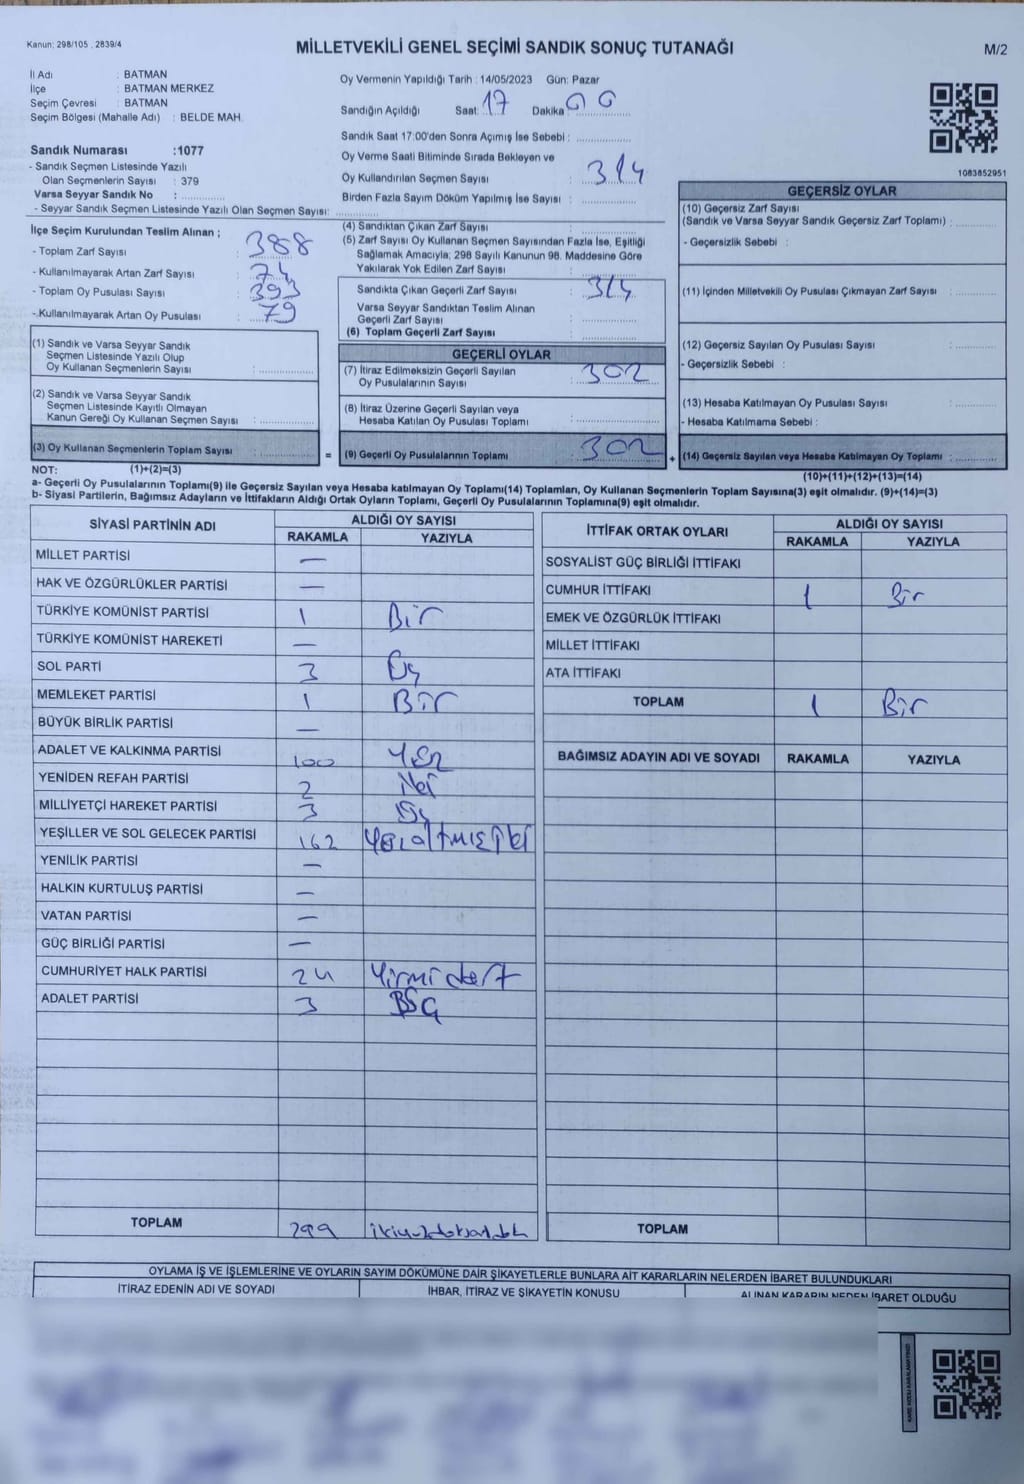 Kanun: 298/105 , 2839/4
MİLLETVEKİLİ GENEL SEÇİMİ SANDIK SONUÇ TUTANAĞI
M/2
İl Adı : BATMAN
İlçe : BATMAN MERKEZ
Seçim Çevresi : BATMAN
Seçim Bölgesi (Mahalle Adı) : BELDE MAH.
Sandık Numarası :1077
- Sandık Seçmen Listesinde Yazılı
Olan Seçmenlerin Sayısı : 379
Varsa Seyyar Sandık No :
- Seyyar Sandık Seçmen Listesinde Yazılı Olan Seçmen Sayısı:
İlçe Seçim Kurulundan Teslim Alınan ;
- Toplam Zarf Sayısı : 388
- Kullanılmayarak Artan Zarf Sayısı : 74
- Toplam Oy Pusulası Sayısı : 393
- Kullanılmayarak Artan Oy Pusulası : 79
(1) Sandık ve Varsa Seyyar Sandık
Seçmen Listesinde Yazılı Olup
Oy Kullanan Seçmenlerin Sayısı :
(2) Sandık ve Varsa Seyyar Sandık
Seçmen Listesinde Kayıtlı Olmayan
Kanun Gereği Oy Kullanan Seçmen Sayısı :
(3) Oy Kullanan Seçmenlerin Toplam Sayısı :
Oy Vermenin Yapıldığı Tarih : 14/05/2023 Gün: Pazar
Sandığın Açıldığı Saat: 17 Dakika 00
Sandık Saat 17:00'den Sonra Açımış İse Sebebi :
Oy Verme Saati Bitiminde Sırada Bekleyen ve
Oy Kullandırılan Seçmen Sayısı : 314
Birden Fazla Sayım Döküm Yapılmış İse Sayısı :
(4) Sandıktan Çıkan Zarf Sayısı :
(5) Zarf Sayısı Oy Kullanan Seçmen Sayısından Fazla İse, Eşitliği
Sağlamak Amacıyla; 298 Sayılı Kanunun 98. Maddesine Göre
Yakılarak Yok Edilen Zarf Sayısı :
Sandıkta Çıkan Geçerli Zarf Sayısı : 314
Varsa Seyyar Sandıktan Teslim Alınan
Geçerli Zarf Sayısı :
(6) Toplam Geçerli Zarf Sayısı :
GEÇERLİ OYLAR
(7) İtiraz Edilmeksizin Geçerli Sayılan
Oy Pusulalarının Sayısı : 302
(8) İtiraz Üzerine Geçerli Sayılan veya
Hesaba Katılan Oy Pusulası Toplamı :
= (9) Geçerli Oy Pusulalarının Toplamı : 302 +
1083852951
GEÇERSİZ OYLAR
(10) Geçersiz Zarf Sayısı
(Sandık ve Varsa Seyyar Sandık Geçersiz Zarf Toplamı) :
- Geçersizlik Sebebi :
(11) İçinden Milletvekili Oy Pusulası Çıkmayan Zarf Sayısı :
(12) Geçersiz Sayılan Oy Pusulası Sayısı :
- Geçersizlik Sebebi :
(13) Hesaba Katılmayan Oy Pusulası Sayısı :
- Hesaba Katılmama Sebebi :
(14) Geçersiz Sayılan veya Hesaba Katılmayan Oy Toplamı :
NOT: (1)+(2)=(3) (10)+(11)+(12)+(13)=(14)
a- Geçerli Oy Pusulalarının Toplamı(9) ile Geçersiz Sayılan veya Hesaba katılmayan Oy Toplamı(14) Toplamları, Oy Kullanan Seçmenlerin Toplam Sayısına(3) eşit olmalıdır. (9)+(14)=(3)
b- Siyasi Partilerin, Bağımsız Adayların ve İttifakların Aldığı Ortak Oyların Toplamı, Geçerli Oy Pusulalarının Toplamına(9) eşit olmalıdır.
SİYASİ PARTİNİN ADI ALDIĞI OY SAYISI
RAKAMLA YAZIYLA
MİLLET PARTİSİ —
HAK VE ÖZGÜRLÜKLER PARTİSİ —
TÜRKİYE KOMÜNİST PARTİSİ 1 Bir
TÜRKİYE KOMÜNİST HAREKETİ —
SOL PARTİ 3 Üç
MEMLEKET PARTİSİ 1 Bir
BÜYÜK BİRLİK PARTİSİ —
ADALET VE KALKINMA PARTİSİ 100 Yüz
YENİDEN REFAH PARTİSİ 2 İki
MİLLİYETÇİ HAREKET PARTİSİ 3 Üç
YEŞİLLER VE SOL GELECEK PARTİSİ 162 Yüzaltmışiki
YENİLİK PARTİSİ —
HALKIN KURTULUŞ PARTİSİ —
VATAN PARTİSİ —
GÜÇ BİRLİĞİ PARTİSİ —
CUMHURİYET HALK PARTİSİ 24 Yirmidört
ADALET PARTİSİ 3
TOPLAM 299 ikiyüzdoksandok
İTTİFAK ORTAK OYLARI ALDIĞI OY SAYISI
RAKAMLA YAZIYLA
SOSYALİST GÜÇ BİRLİĞİ İTTİFAKI
CUMHUR İTTİFAKI 1 Bir
EMEK VE ÖZGÜRLÜK İTTİFAKI
MİLLET İTTİFAKI
ATA İTTİFAKI
TOPLAM 1 Bir
BAĞIMSIZ ADAYIN ADI VE SOYADI RAKAMLA YAZIYLA
TOPLAM
OYLAMA İŞ VE İŞLEMLERİNE VE OYLARIN SAYIM DÖKÜMÜNE DAİR ŞİKAYETLERLE BUNLARA AİT KARARLARIN NELERDEN İBARET BULUNDUKLARI
İTİRAZ EDENİN ADI VE SOYADI İHBAR, İTİRAZ VE ŞİKAYETİN KONUSU ALINAN KARARIN NEDEN İBARET OLDUĞU